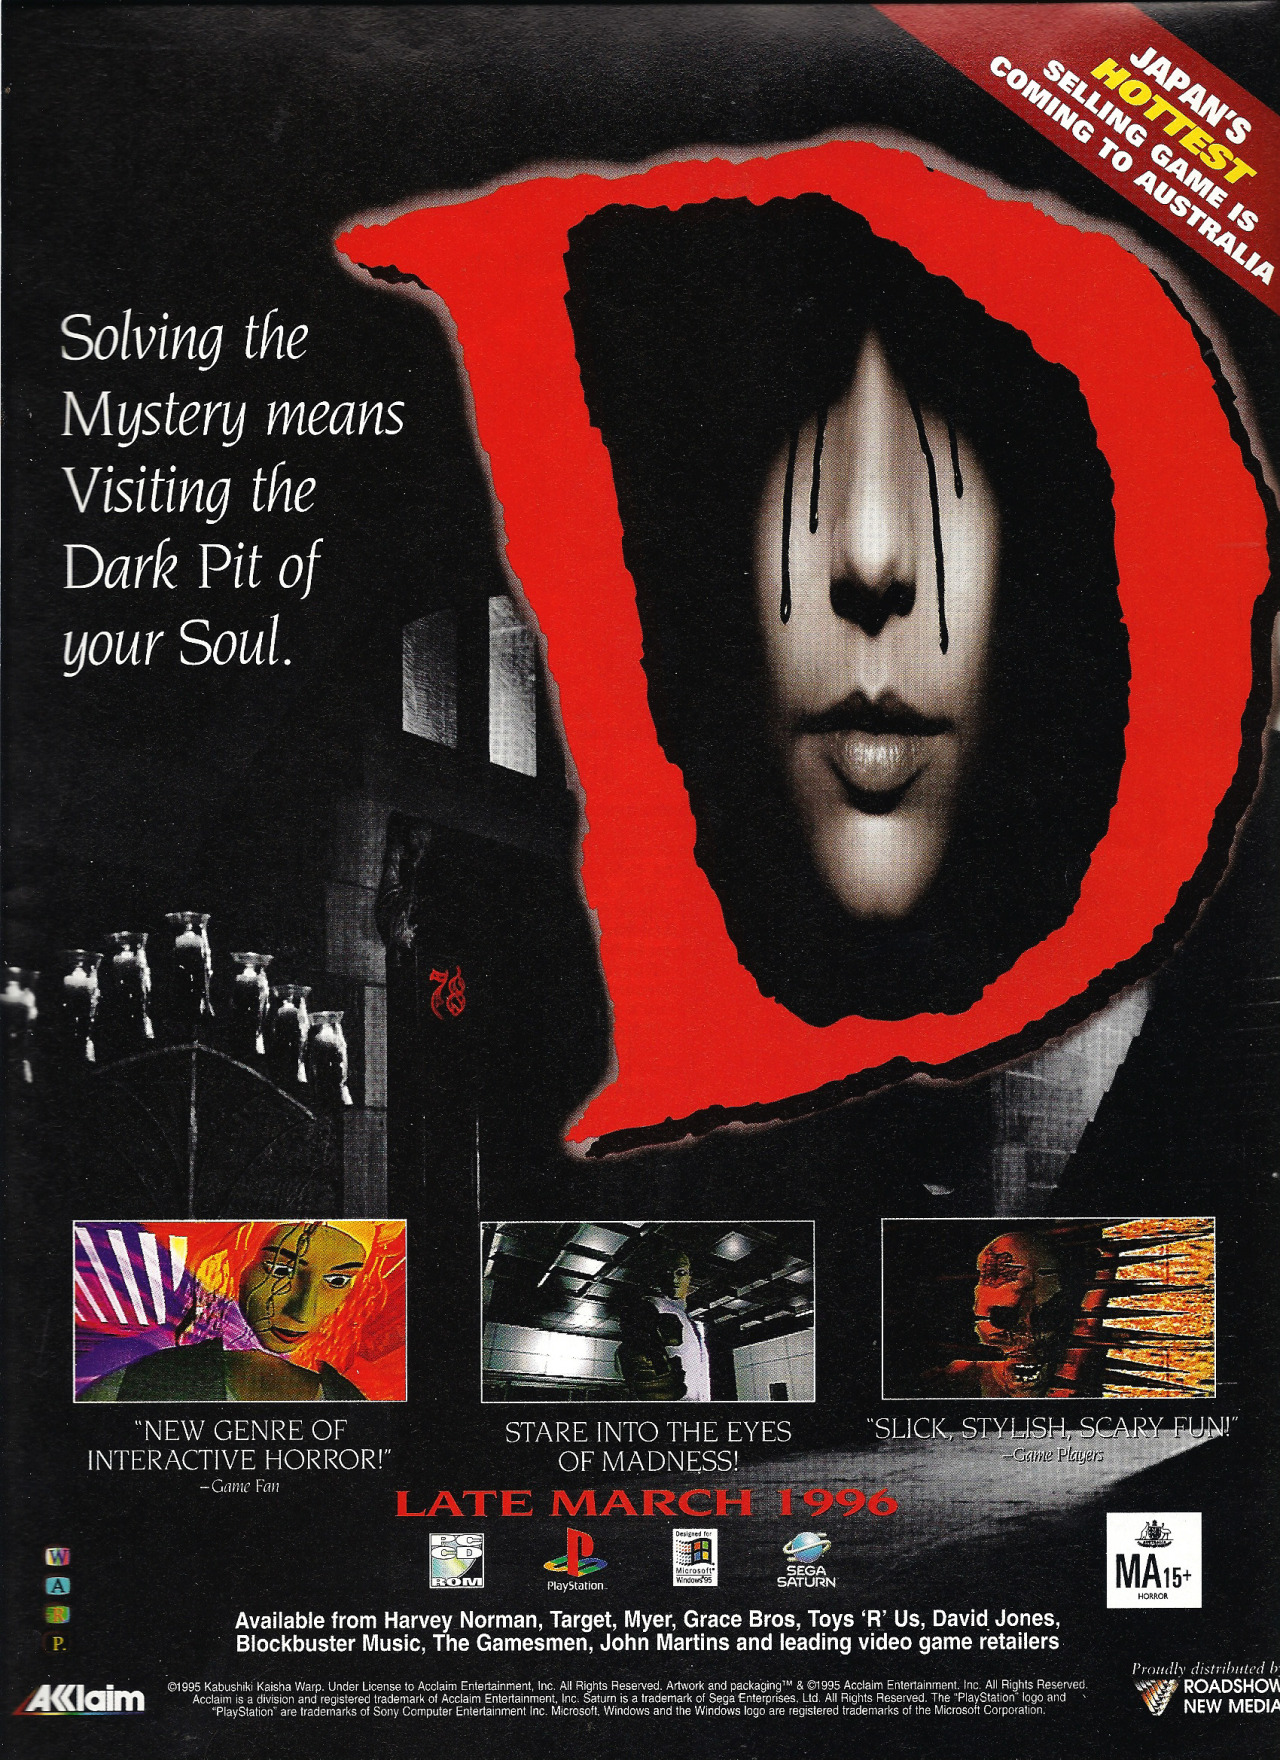 JAPAN'S
HOTTEST
SELLING GAME IS
COMING TO AUSTRALIA
D
Solving the
Mystery means
Visiting the
Dark Pit of
your Soul.
78
"NEW GENRE OF
INTERACTIVE HORROR!"
–Game Fan
STARE INTO THE EYES
OF MADNESS!
"SLICK, STYLISH, SCARY FUN!"
–Game Players
LATE MARCH 1996
PC
CD
ROM
PlayStation
Designed for
Microsoft®
Windows®95
SEGA
SATURN
MA15+
HORROR
W
A
R
P.
Available from Harvey Norman, Target, Myer, Grace Bros, Toys 'R' Us, David Jones,
Blockbuster Music, The Gamesmen, John Martins and leading video game retailers
AKklaim
©1995 Kabushiki Kaisha Warp. Under License to Acclaim Entertainment, Inc. All Rights Reserved. Artwork and packaging™ & ©1995 Acclaim Entertainment, Inc. All Rights Reserved.
Acclaim is a division and registered trademark of Acclaim Entertainment, Inc. Saturn is a trademark of Sega Enterprises, Ltd. All Rights Reserved. The "PlayStation" logo and
"PlayStation" are trademarks of Sony Computer Entertainment Inc. Microsoft, Windows and the Windows logo are registered trademarks of the Microsoft Corporation.
Proudly distributed by
ROADSHOW
NEW MEDIA